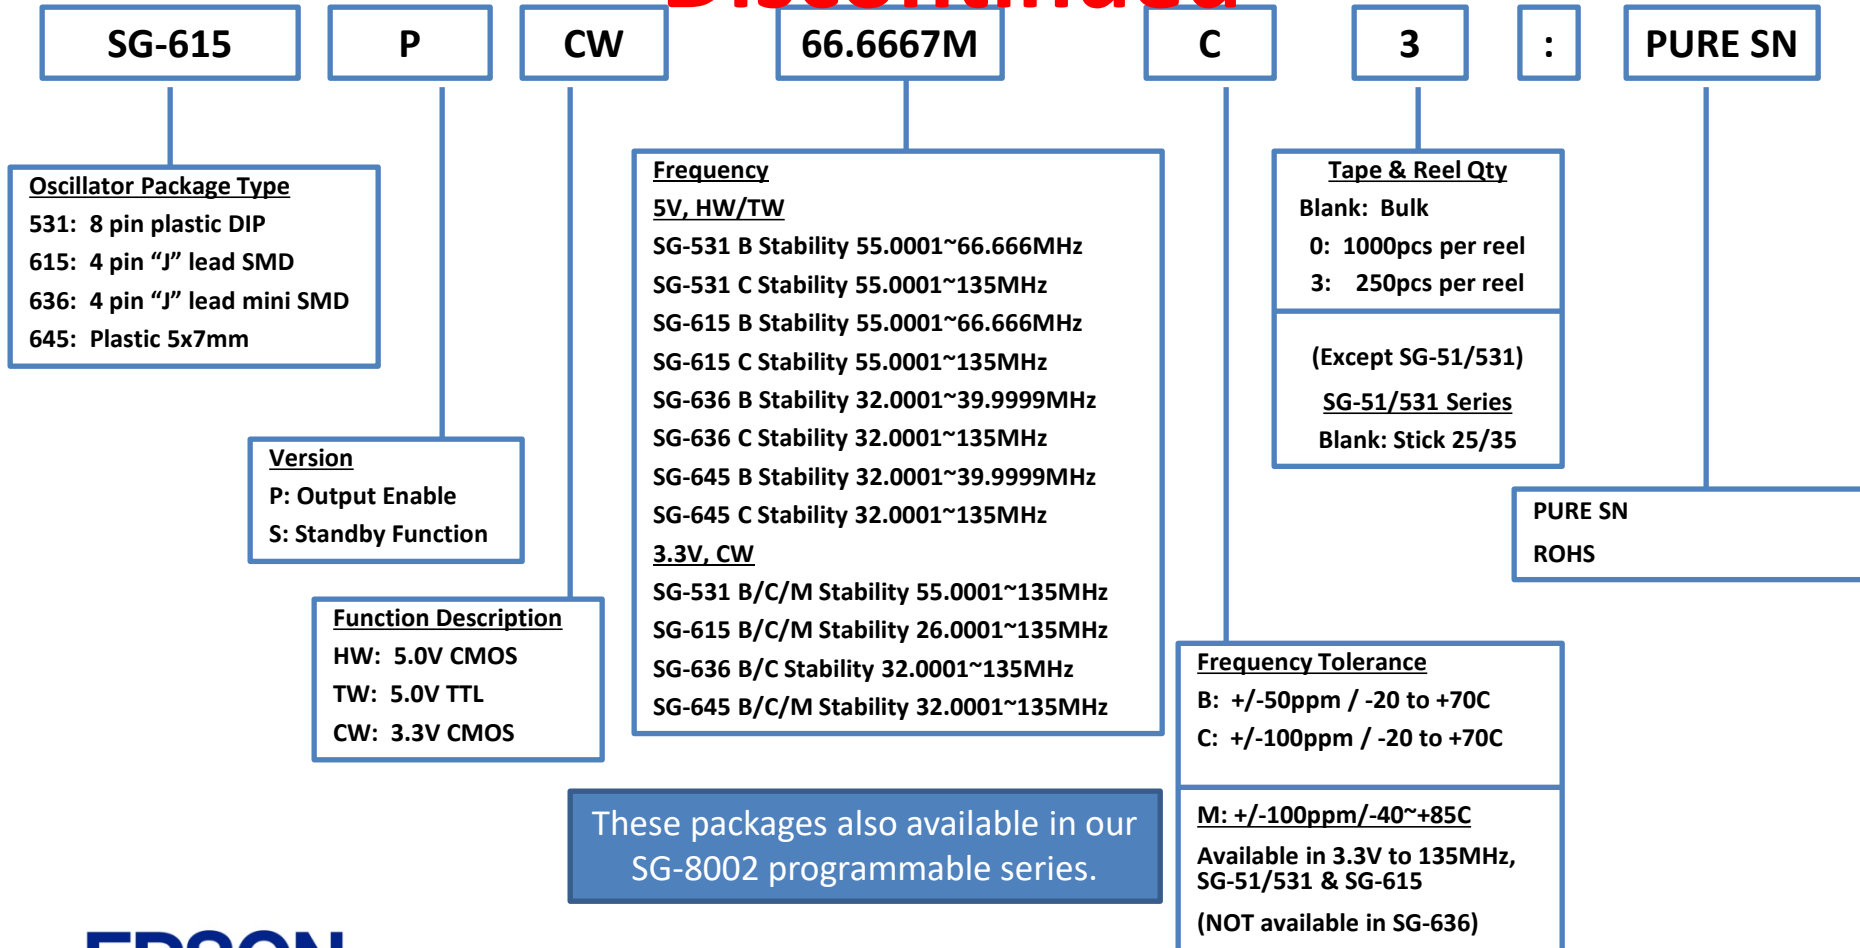 Discontinued
SG-615 P CW 66.6667M C 3 : PURE SN
Oscillator Package Type
531: 8 pin plastic DIP
615: 4 pin “J” lead SMD
636: 4 pin “J” lead mini SMD
645: Plastic 5x7mm
Version
P: Output Enable
S: Standby Function
Function Description
HW: 5.0V CMOS
TW: 5.0V TTL
CW: 3.3V CMOS
Frequency
5V, HW/TW
SG-531 B Stability 55.0001~66.666MHz
SG-531 C Stability 55.0001~135MHz
SG-615 B Stability 55.0001~66.666MHz
SG-615 C Stability 55.0001~135MHz
SG-636 B Stability 32.0001~39.9999MHz
SG-636 C Stability 32.0001~135MHz
SG-645 B Stability 32.0001~39.9999MHz
SG-645 C Stability 32.0001~135MHz
3.3V, CW
SG-531 B/C/M Stability 55.0001~135MHz
SG-615 B/C/M Stability 26.0001~135MHz
SG-636 B/C Stability 32.0001~135MHz
SG-645 B/C/M Stability 32.0001~135MHz
Frequency Tolerance
B: +/-50ppm / -20 to +70C
C: +/-100ppm / -20 to +70C
M: +/-100ppm/-40~+85C
Available in 3.3V to 135MHz,
SG-51/531 & SG-615
(NOT available in SG-636)
Tape & Reel Qty
Blank: Bulk
0: 1000pcs per reel
3: 250pcs per reel
(Except SG-51/531)
SG-51/531 Series
Blank: Stick 25/35
PURE SN
ROHS
These packages also available in our
SG-8002 programmable series.
EPSON